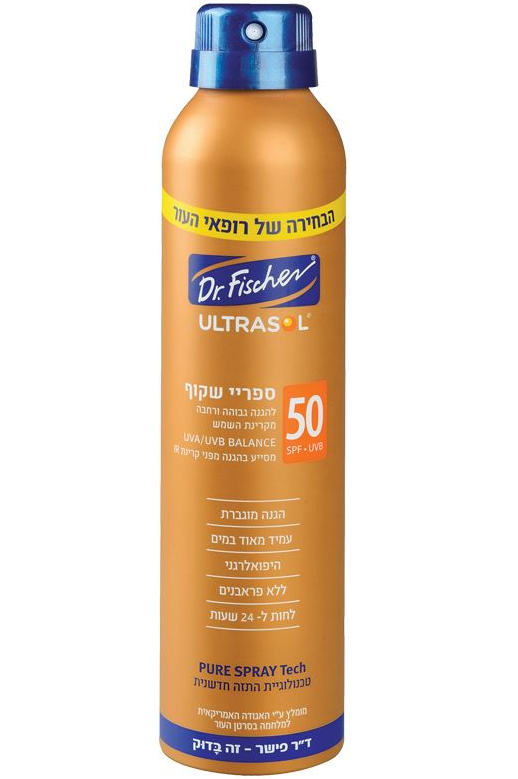 הבחירה של רופאי העור
Dr. Fischer®
ULTRASOL®
ספריי שקוף
להגנה גבוהה ורחבה
מקרינת השמש
UVA/UVB BALANCE
מסייע בהגנה מפני קרינת IR
50
SPF • UVB
הגנה מוגברת
עמיד מאוד במים
היפואלרגני
ללא פראבנים
לחות ל- 24 שעות
PURE SPRAY Tech
טכנולוגיית התזה חדשנית
מומלץ ע"י האגודה האמריקאית
למלחמה בסרטן העור
ד"ר פישר - זה בָּדוּק